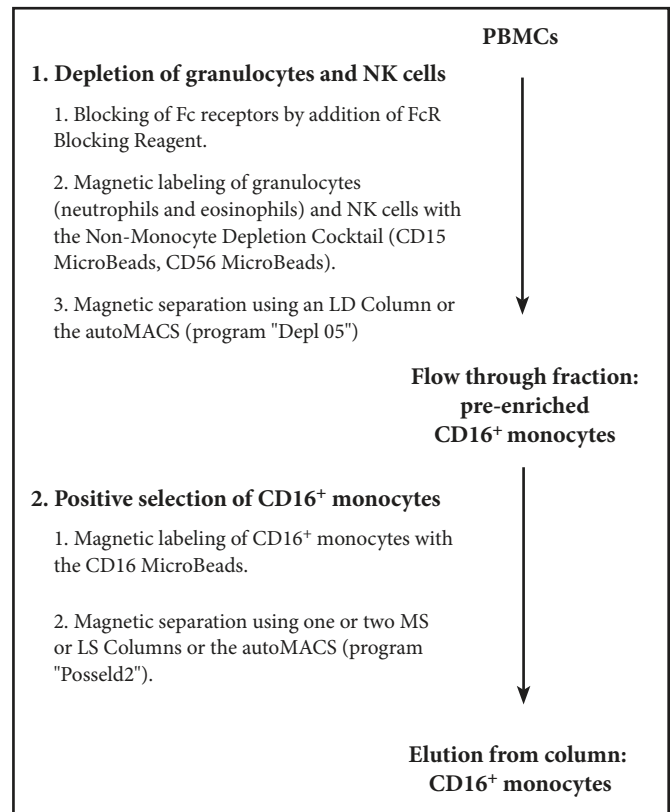 PBMCs
1. Depletion of granulocytes and NK cells
1. Blocking of Fc receptors by addition of FcR
Blocking Reagent.
2. Magnetic labeling of granulocytes
(neutrophils and eosinophils) and NK cells with
the Non-Monocyte Depletion Cocktail (CD15
MicroBeads, CD56 MicroBeads).
3. Magnetic separation using an LD Column or
the autoMACS (program "Depl 05")
Flow through fraction:
pre-enriched
CD16⁺ monocytes
2. Positive selection of CD16⁺ monocytes
1. Magnetic labeling of CD16⁺ monocytes with
the CD16 MicroBeads.
2. Magnetic separation using one or two MS
or LS Columns or the autoMACS (program
"Posseld2").
Elution from column:
CD16⁺ monocytes